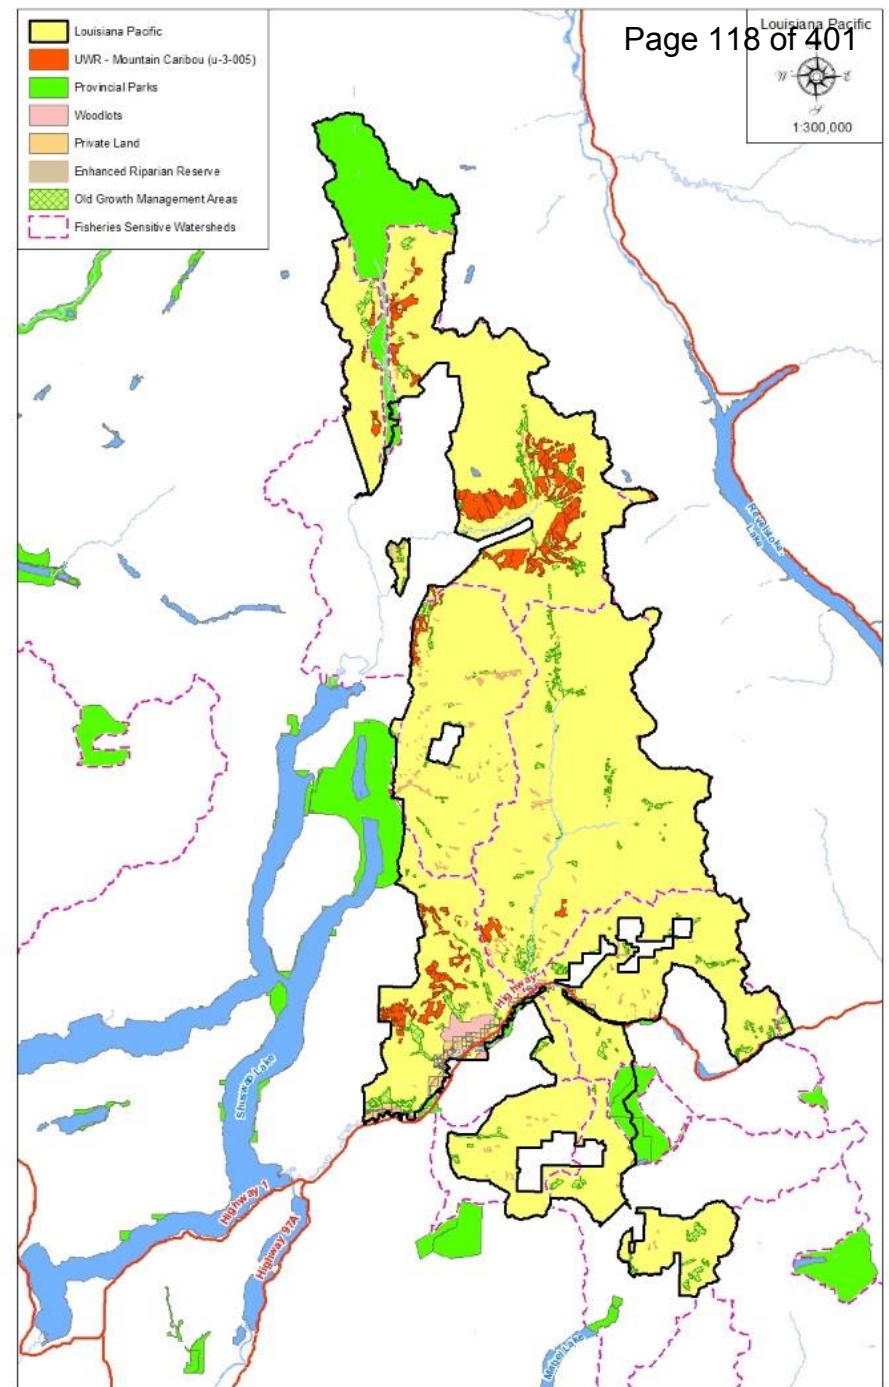 Louisiana Pacific
UWR - Mountain Caribou (u-3-005)
Provincial Parks
Woodlots
Private Land
Enhanced Riparian Reserve
Old Growth Management Areas
Fisheries Sensitive Watersheds
Louisiana Pacific
Page 118 of 401
N
W
E
S
1:300,000
Revelstoke
Lake
Highway 1
Shuswap Lake
Highway 1
Highway 97A
Mabel Lake